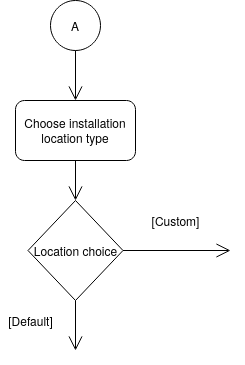 A
Choose installation
location type
[Custom]
Location choice
[Default]